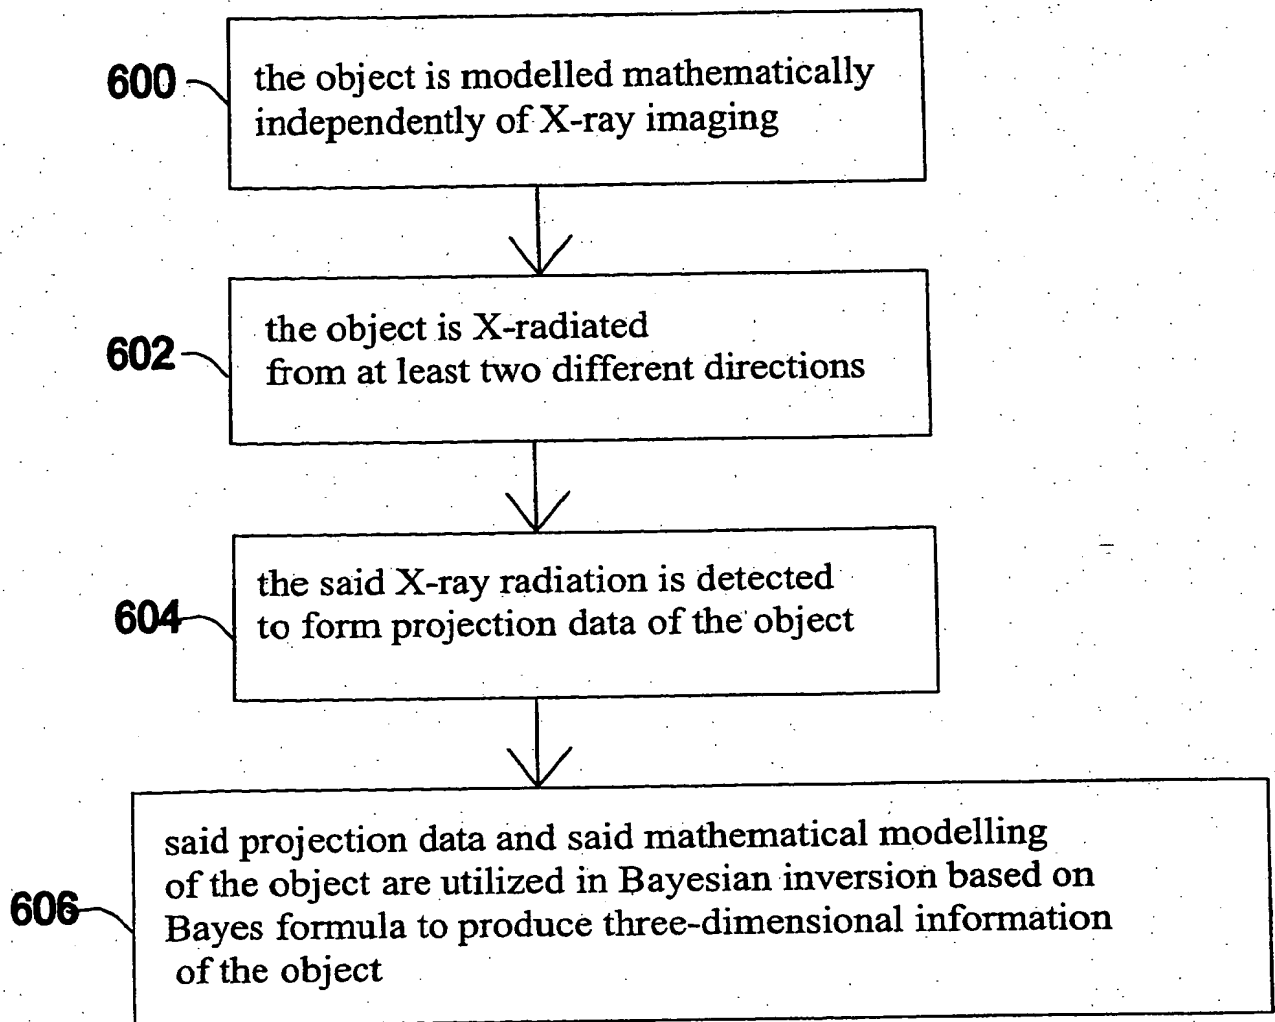 600
the object is modelled mathematically
independently of X-ray imaging
602
the object is X-radiated
from at least two different directions
604
the said X-ray radiation is detected
to form projection data of the object
606
said projection data and said mathematical modelling
of the object are utilized in Bayesian inversion based on
Bayes formula to produce three-dimensional information
of the object